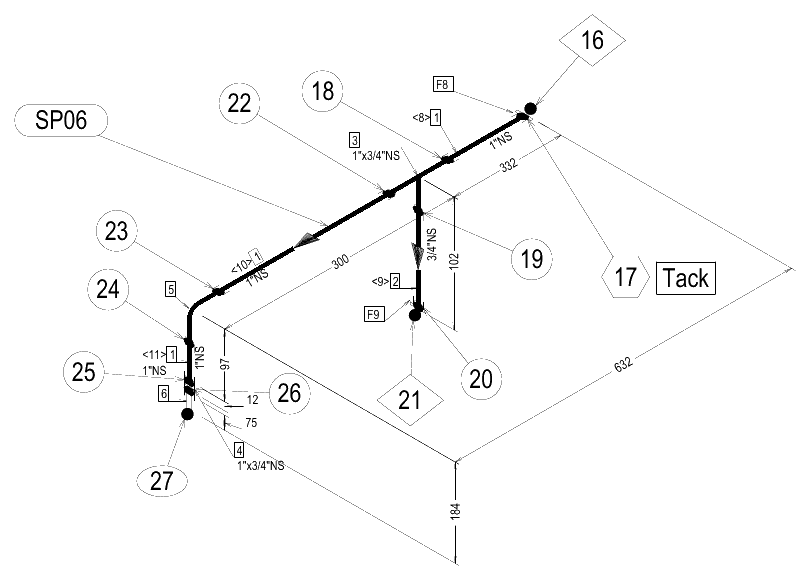 16
F8
22
18
<8> 1
SP06
3
1"x3/4"NS
1"NS
332
23
<10> 1
1"NS
300
3/4"NS
102
19
17
Tack
5
24
<9> 2
F9
<11> 1
1"NS
97
632
25
1"NS
26
20
21
6
12
75
4
1"x3/4"NS
27
184